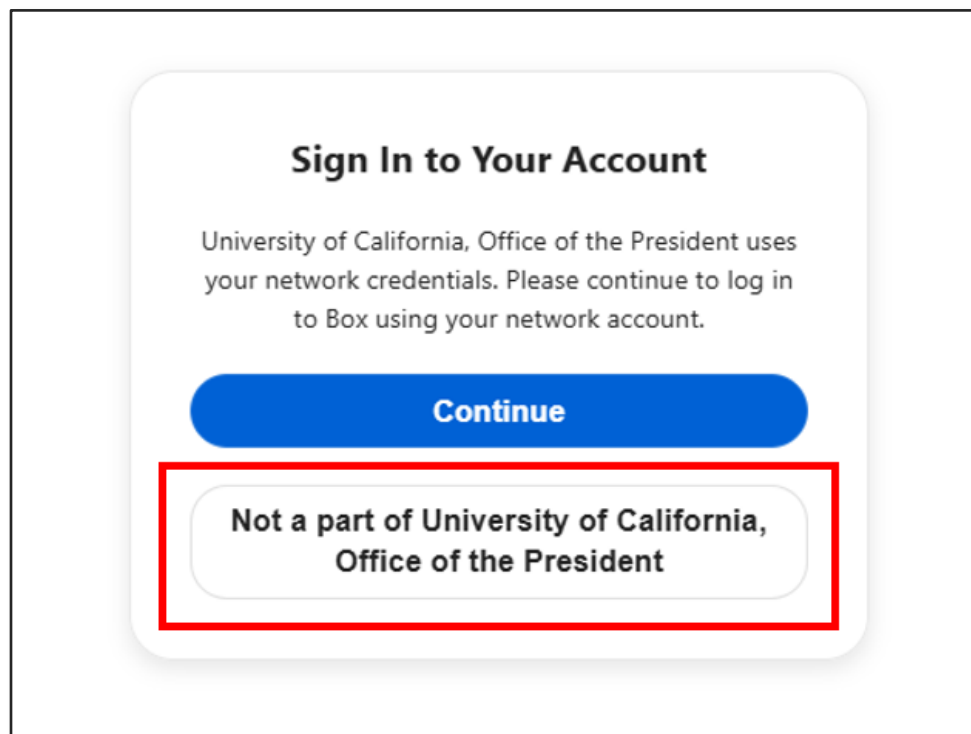 Sign In to Your Account
University of California, Office of the President uses
your network credentials. Please continue to log in
to Box using your network account.
Continue
Not a part of University of California,
Office of the President